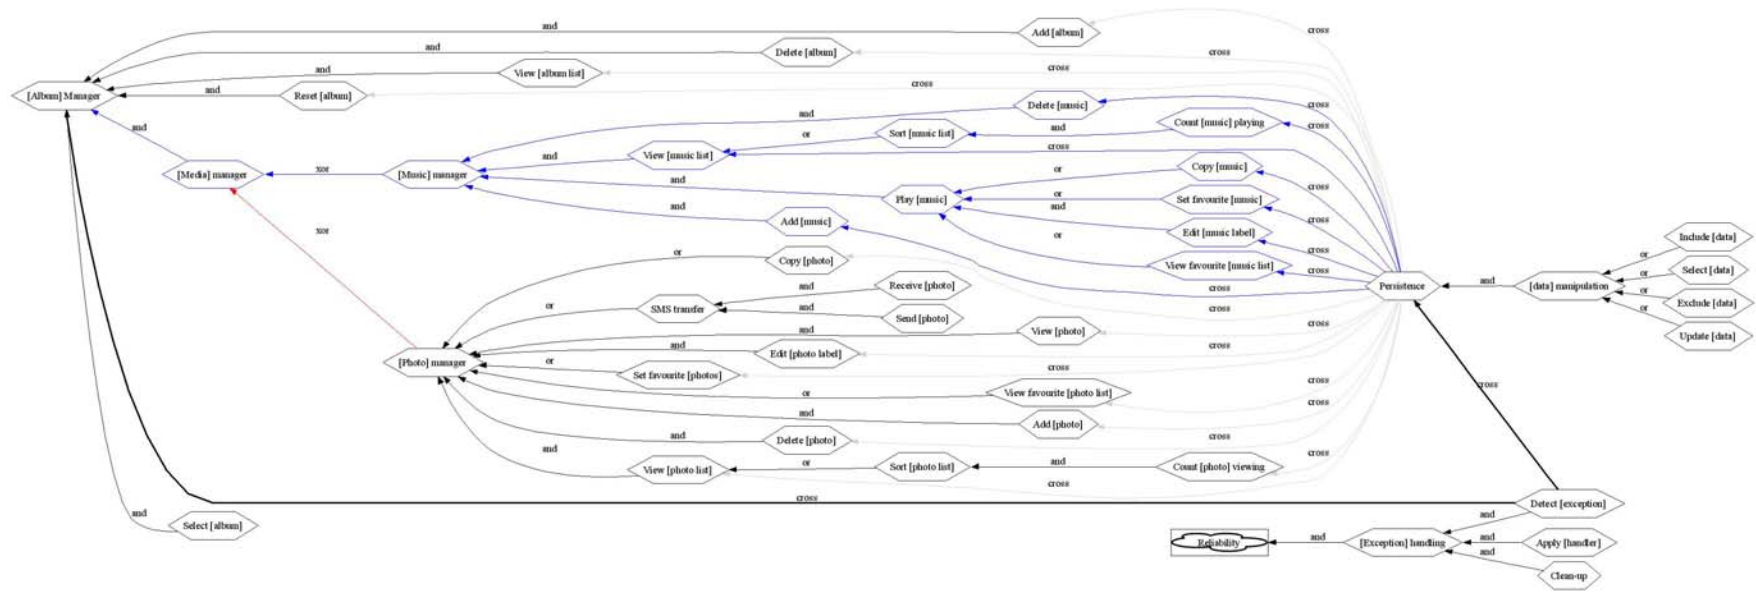 and
Add [album]
cross
and
Delete [album]
cross
and
View [album list]
cross
[Album] Manager
and
Reset [album]
cross
and
and
Delete [music]
cross
or
Sort [music list]
and
Count [music] playing
cross
and
View [music list]
cross
[Media] manager
xor
[Music] manager
and
Play [music]
or
Copy [music]
cross
or
Set favourite [music]
cross
and
Edit [music label]
cross
or
View favourite [music list]
cross
and
Add [music]
cross
xor
or
Copy [photo]
cross
or
SMS transfer
and
Receive [photo]
and
Send [photo]
and
View [photo]
cross
[Photo] manager
and
Edit [photo label]
cross
or
Set favourite [photos]
cross
or
View favourite [photo list]
cross
and
Add [photo]
cross
and
Delete [photo]
cross
and
View [photo list]
or
Sort [photo list]
and
Count [photo] viewing
cross
cross
Persistence
and
[data] manipulation
or
Include [data]
or
Select [data]
or
Exclude [data]
or
Update [data]
cross
cross
Detect [exception]
and
Select [album]
Reliability
and
[Exception] handling
and
and
Apply [handler]
and
Clean-up